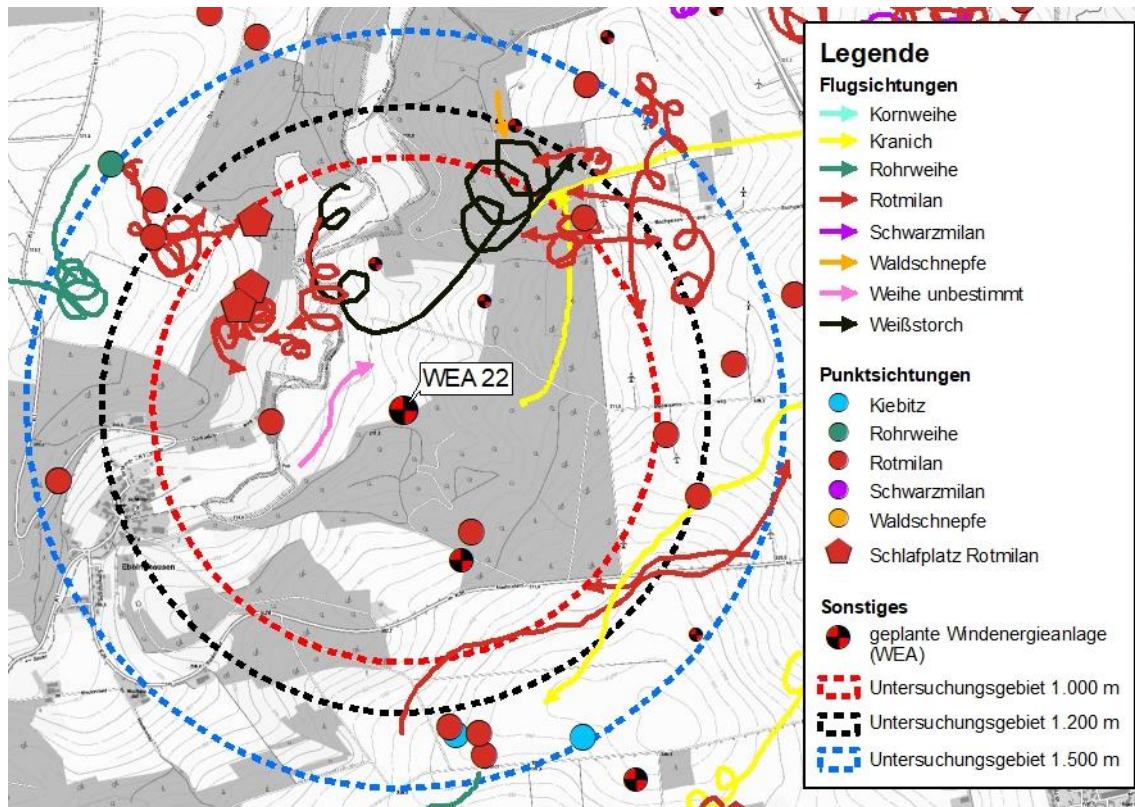 WEA 22
Ebbinghausen
Legende
Flugsichtungen
Kornweihe
Kranich
Rohrweihe
Rotmilan
Schwarzmilan
Waldschnepfe
Weihe unbestimmt
Weißstorch
Punktsichtungen
Kiebitz
Rohrweihe
Rotmilan
Schwarzmilan
Waldschnepfe
Schlafplatz Rotmilan
Sonstiges
geplante Windenergieanlage
(WEA)
Untersuchungsgebiet 1.000 m
Untersuchungsgebiet 1.200 m
Untersuchungsgebiet 1.500 m